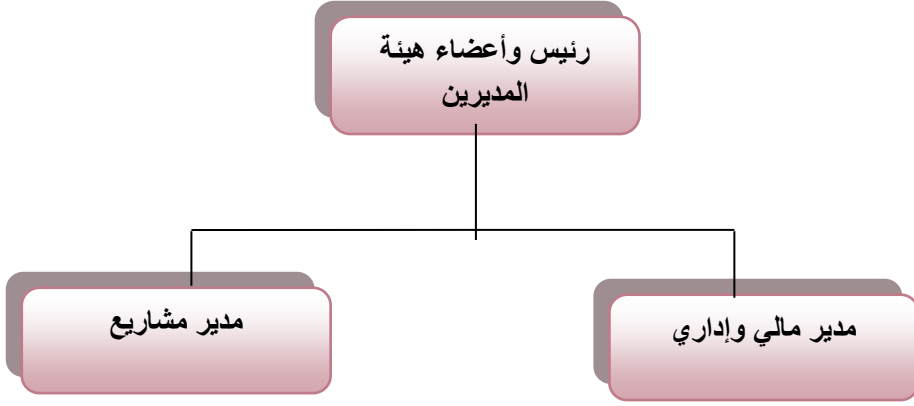 رئيس وأعضاء هيئة
المديرين
مدير مالي وإداري
مدير مشاريع